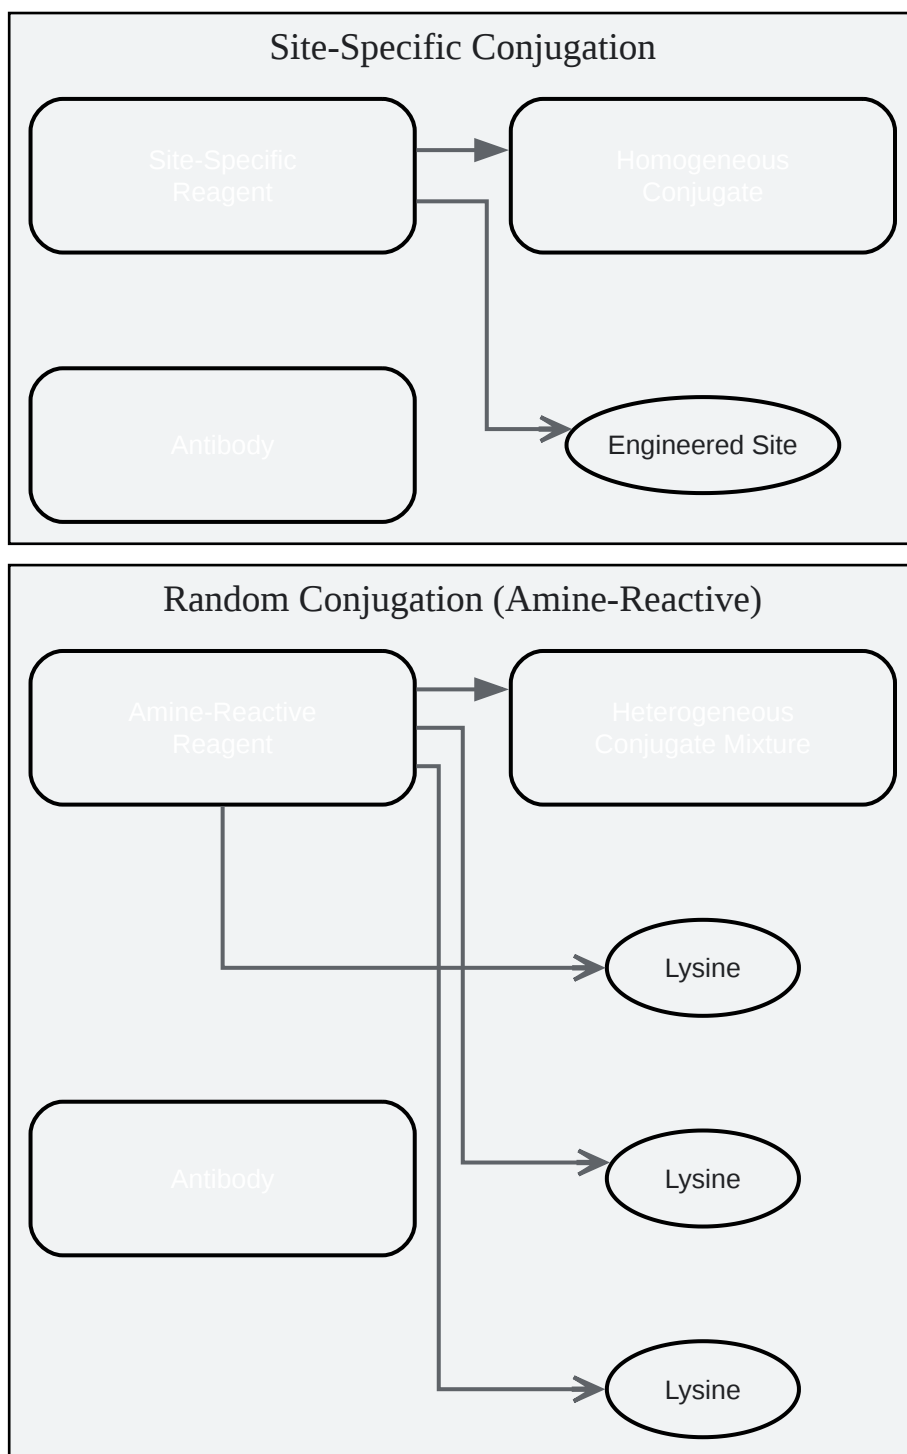 Site-Specific Conjugation
Site-Specific
Reagent
Homogeneous
Conjugate
Antibody
Engineered Site
Random Conjugation (Amine-Reactive)
Amine-Reactive
Reagent
Heterogeneous
Conjugate Mixture
Lysine
Antibody
Lysine
Lysine